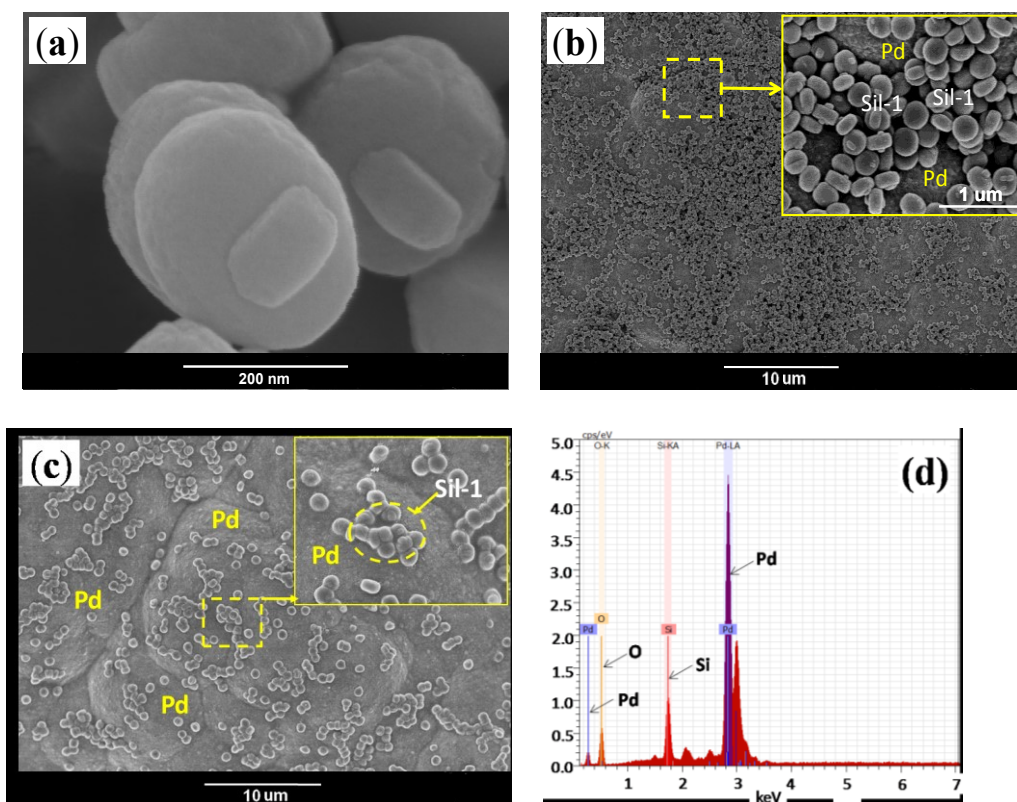 (a)
200 nm
(b)
Pd
Sil-1 Sil-1
Pd
1 um
10 um
(c)
Sil-1
Pd
Pd
Pd
Pd
10 um
(d)
cps/eV
O-K Si-KA Pd-LA
5.0
4.5
4.0
3.5
3.0
2.5
2.0
1.5
1.0
0.5
0.0
Pd
O
Si
Pd
Pd
O
Si
Pd
1 2 3 4 5 6 7
keV